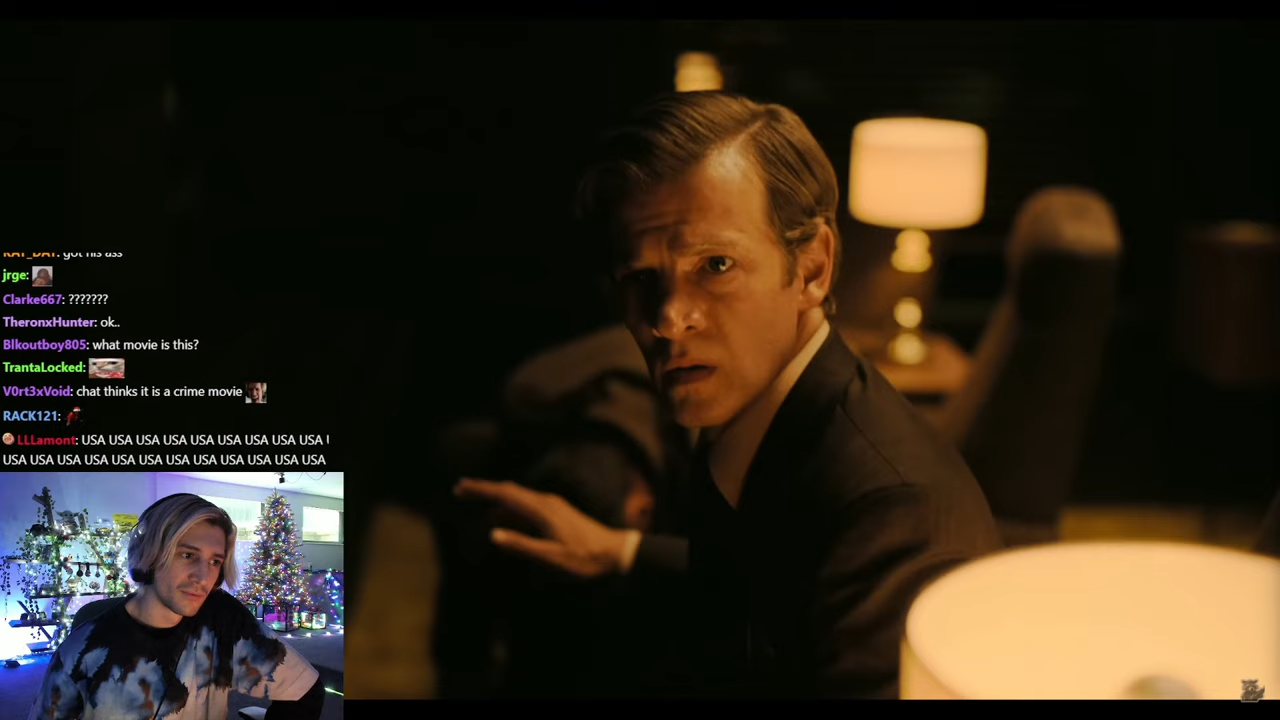 RAY_DAY: got his ass
jrge:
Clarke667: ???????
TheronxHunter: ok..
Blkoutboy805: what movie is this?
TrantaLocked:
V0rt3xVoid: chat thinks it is a crime movie
RACK121:
LLLamont: USA USA USA USA USA USA USA USA USA
USA USA USA USA USA USA USA USA USA USA USA USA